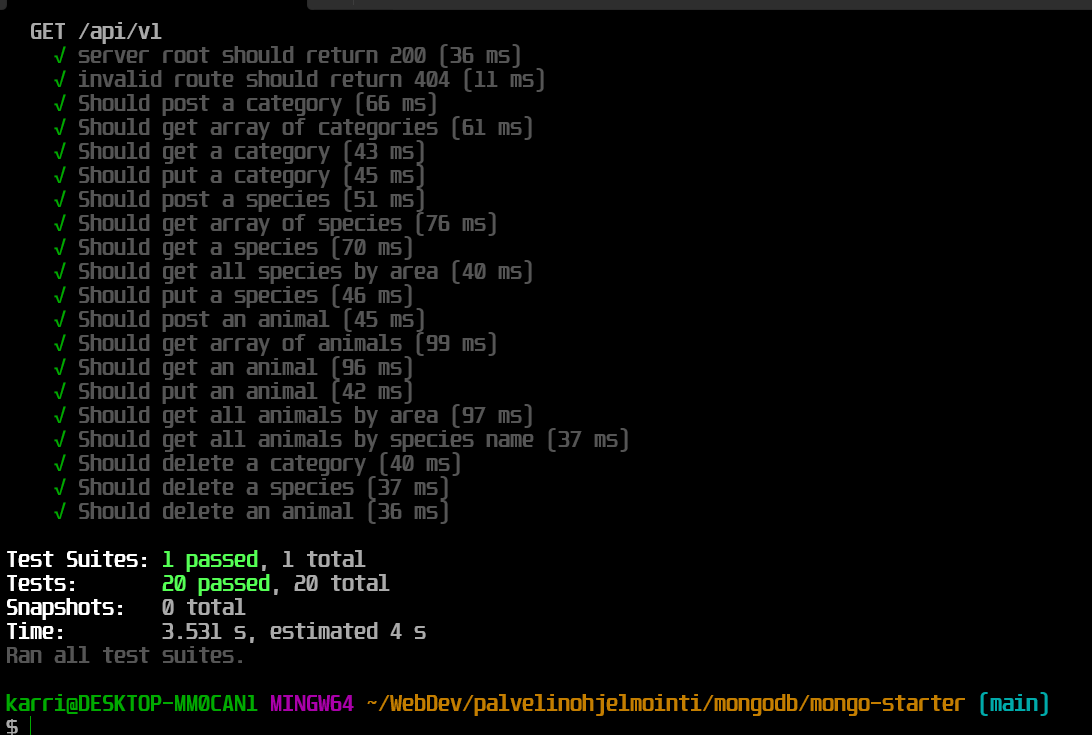 GET /api/v1
√ server root should return 200 (36 ms)
√ invalid route should return 404 (11 ms)
√ Should post a category (66 ms)
√ Should get array of categories (61 ms)
√ Should get a category (43 ms)
√ Should put a category (45 ms)
√ Should post a species (51 ms)
√ Should get array of species (76 ms)
√ Should get a species (70 ms)
√ Should get all species by area (40 ms)
√ Should put a species (46 ms)
√ Should post an animal (45 ms)
√ Should get array of animals (99 ms)
√ Should get an animal (96 ms)
√ Should put an animal (42 ms)
√ Should get all animals by area (97 ms)
√ Should get all animals by species name (37 ms)
√ Should delete a category (40 ms)
√ Should delete a species (37 ms)
√ Should delete an animal (36 ms)
Test Suites: 1 passed, 1 total
Tests: 20 passed, 20 total
Snapshots: 0 total
Time: 3.531 s, estimated 4 s
Ran all test suites.
karri@DESKTOP-MM0CAN1 MINGW64 ~/WebDev/palvelinohjelmointi/mongodb/mongo-starter (main)
$